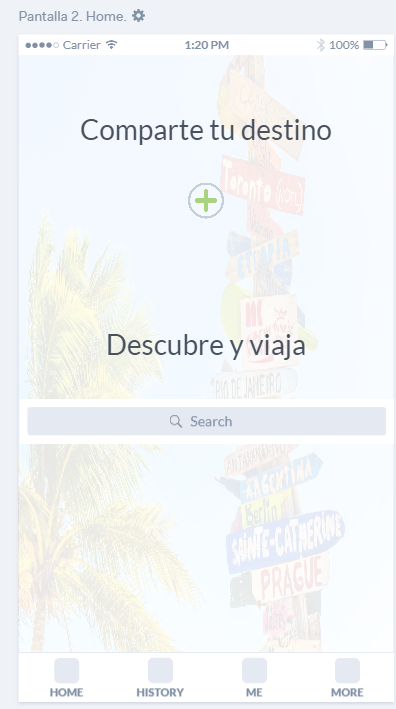 Pantalla 2. Home.
Carrier 1:20 PM 100%
Comparte tu destino
Toronto
Descubre y viaja
RIO DE JANEIRO
Search
ARGENTINA
Berlin
SAINTE-CATHERINE
PRAGUE
HOME HISTORY ME MORE